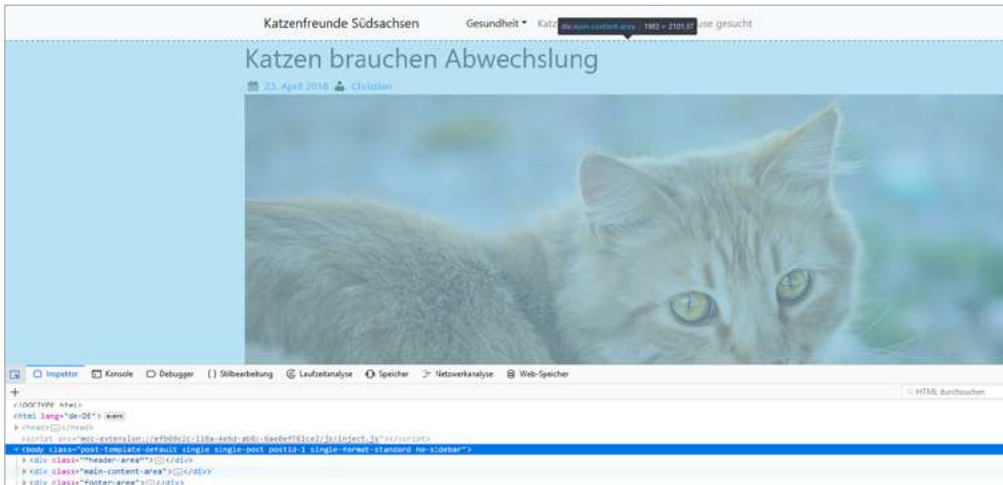 Katzenfreunde Südsachsen Gesundheit Katz use gesucht
div.main-content-area 1903 × 2101,37
Katzen brauchen Abwechslung
23. April 2018 Christian
Inspektor Konsole Debugger { } Stilbearbeitung Laufzeitanalyse Speicher Netzwerkanalyse Web-Speicher
+ HTML durchsuchen
<!DOCTYPE html>
<html lang="de-DE"> event
<head></head>
<body class="post-template-default single single-post postid-1 single-format-standard no-sidebar">
<div class="header-area"></div>
<div class="main-content-area"></div>
<div class="footer-area"></div>